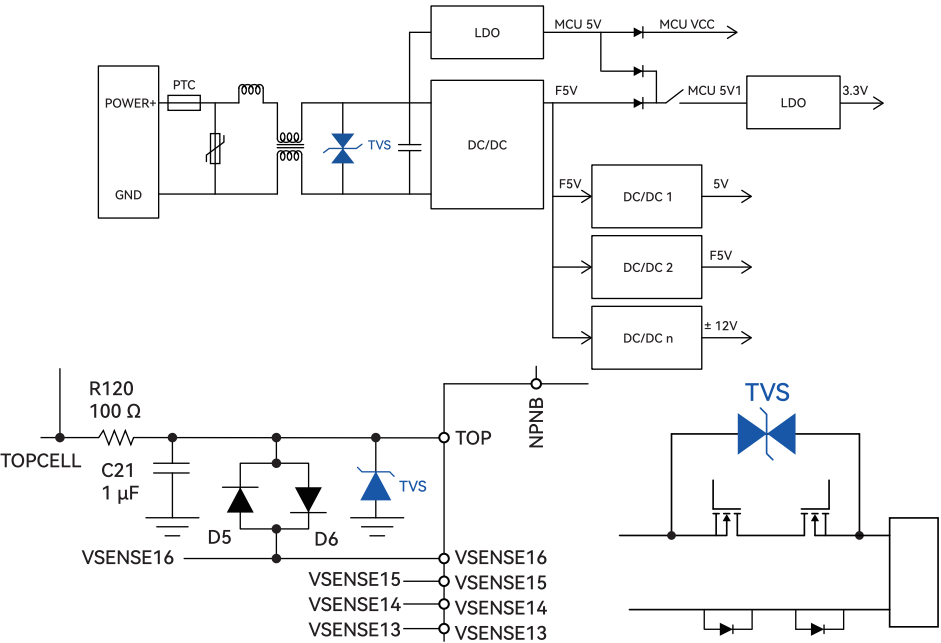 LDO
MCU 5V
MCU VCC
POWER+
PTC
TVS
DC/DC
F5V
MCU 5V1
LDO
3.3V
GND
F5V
DC/DC 1
5V
DC/DC 2
F5V
DC/DC n
± 12V
R120
100 Ω
TOPCELL
C21
1 μF
D5
D6
TVS
NPNB
TOP
VSENSE16
VSENSE16
VSENSE15
VSENSE15
VSENSE14
VSENSE14
VSENSE13
VSENSE13
TVS